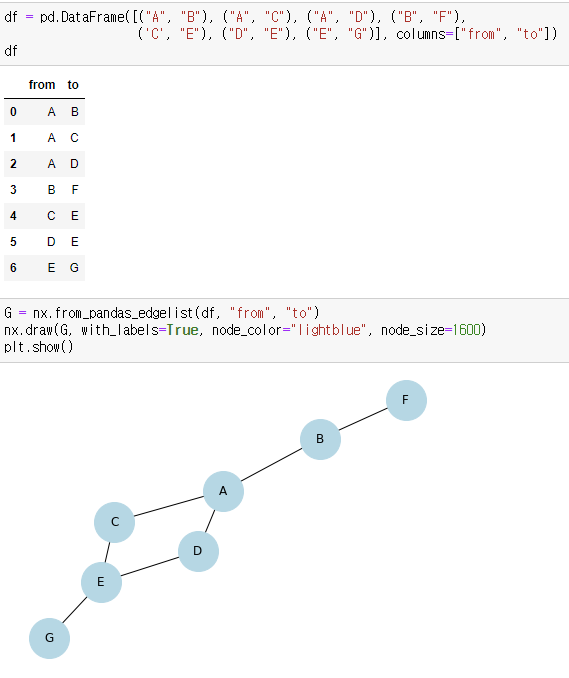 df = pd.DataFrame([("A", "B"), ("A", "C"), ("A", "D"), ("B", "F"),
('C', "E"), ("D", "E"), ("E", "G")], columns=["from", "to"])
df
from to
0 A B
1 A C
2 A D
3 B F
4 C E
5 D E
6 E G
G = nx.from_pandas_edgelist(df, "from", "to")
nx.draw(G, with_labels=True, node_color="lightblue", node_size=1600)
plt.show()
F
B
A
C
D
E
G